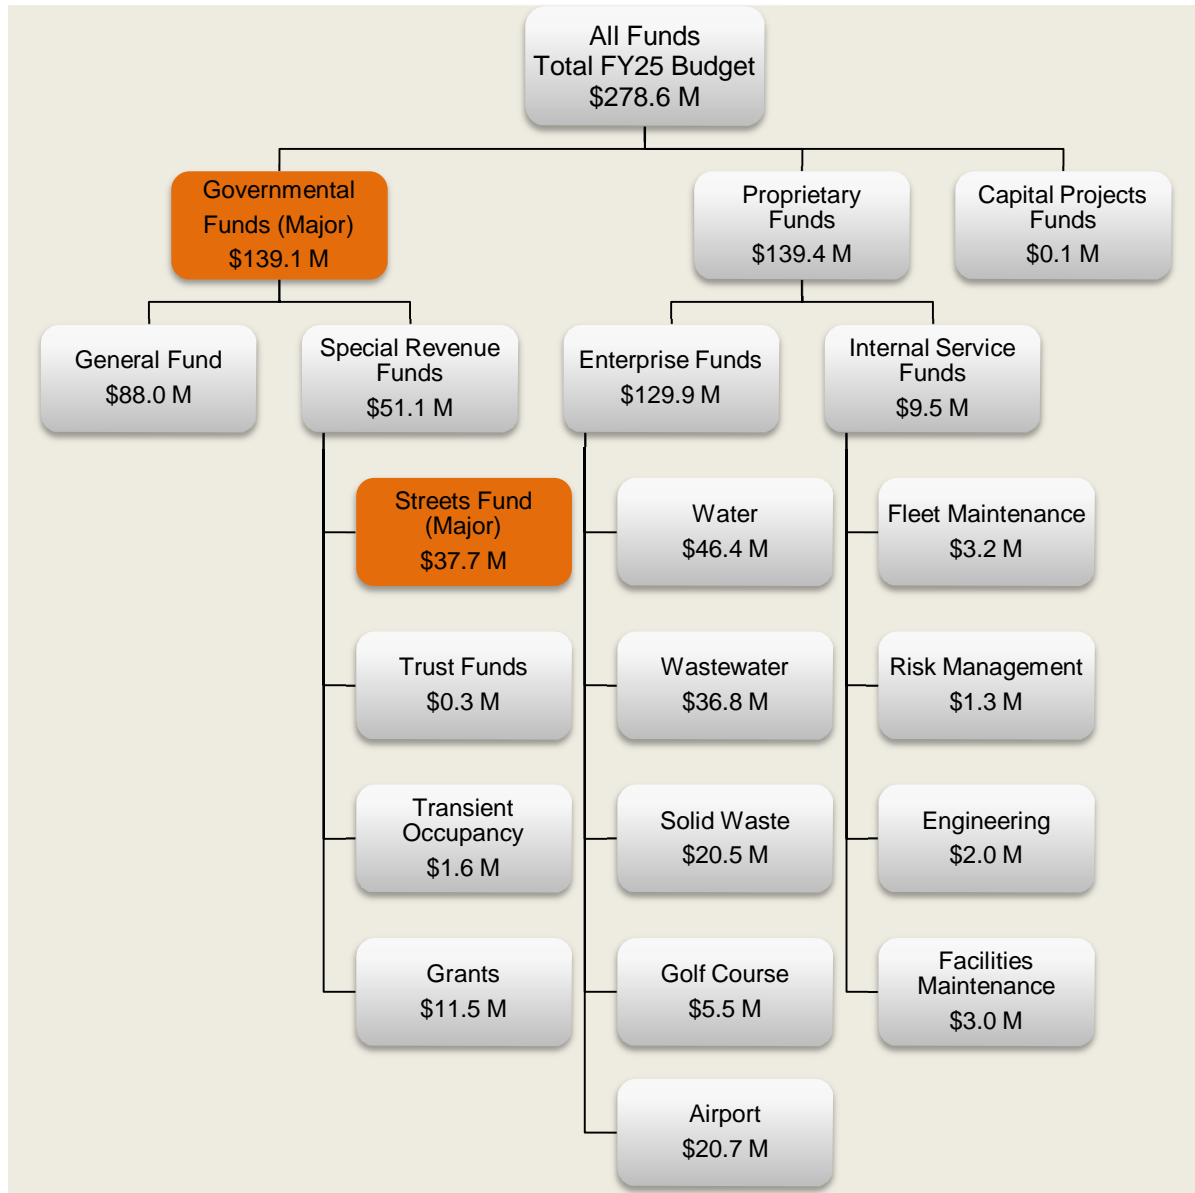 All Funds
Total FY25 Budget
$278.6 M
Governmental
Funds (Major)
$139.1 M
Proprietary
Funds
$139.4 M
Capital Projects
Funds
$0.1 M
General Fund
$88.0 M
Special Revenue
Funds
$51.1 M
Enterprise Funds
$129.9 M
Internal Service
Funds
$9.5 M
Streets Fund
(Major)
$37.7 M
Water
$46.4 M
Fleet Maintenance
$3.2 M
Trust Funds
$0.3 M
Wastewater
$36.8 M
Risk Management
$1.3 M
Transient
Occupancy
$1.6 M
Solid Waste
$20.5 M
Engineering
$2.0 M
Grants
$11.5 M
Golf Course
$5.5 M
Facilities
Maintenance
$3.0 M
Airport
$20.7 M